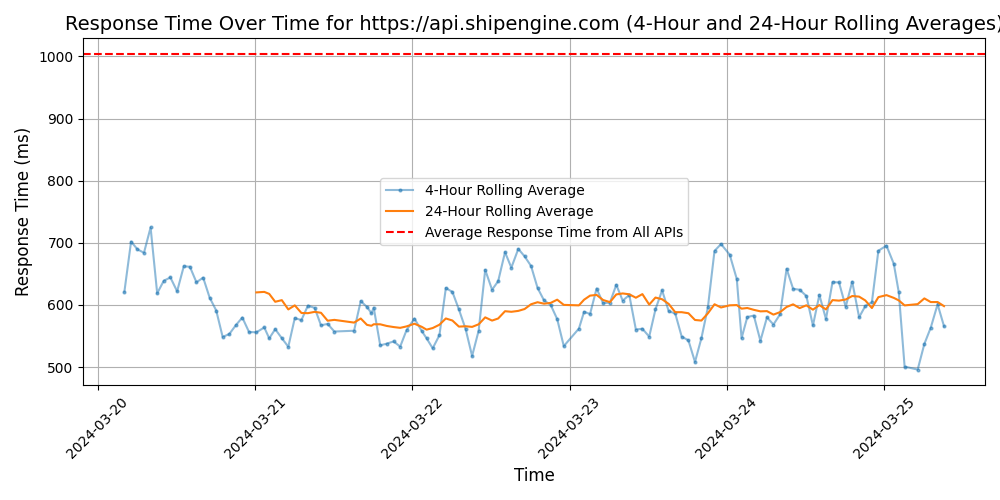 Response Time Over Time for https://api.shipengine.com (4-Hour and 24-Hour Rolling Averages)
Response Time (ms)
1000
900
800
700
600
500
4-Hour Rolling Average
24-Hour Rolling Average
Average Response Time from All APIs
2024-03-20
2024-03-21
2024-03-22
2024-03-23
2024-03-24
2024-03-25
Time